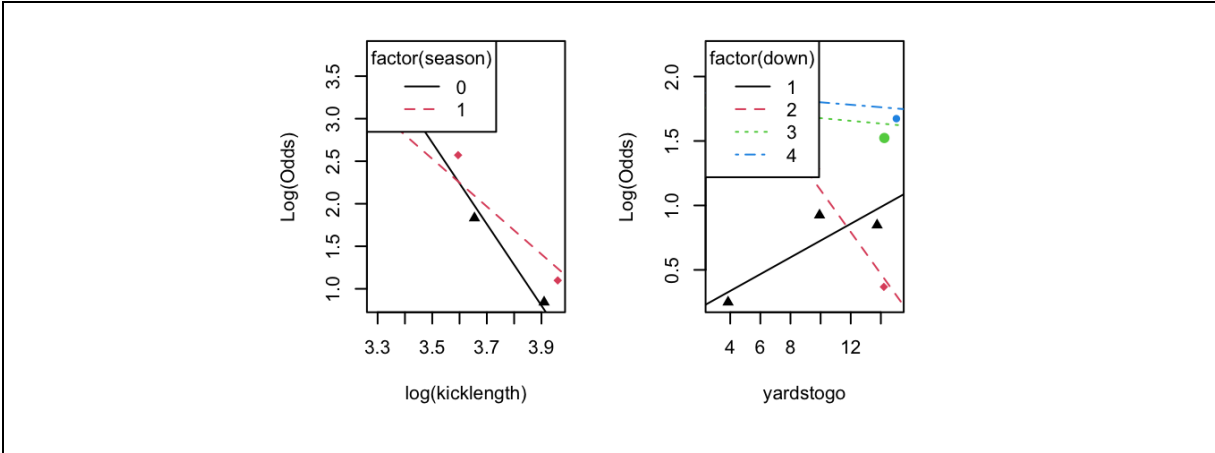 factor(season)
0
1
Log(Odds)
3.5
3.0
2.5
2.0
1.5
1.0
3.3 3.5 3.7 3.9
log(kicklength)
factor(down)
1
2
3
4
Log(Odds)
2.0
1.5
1.0
0.5
4 6 8 12
yardstogo